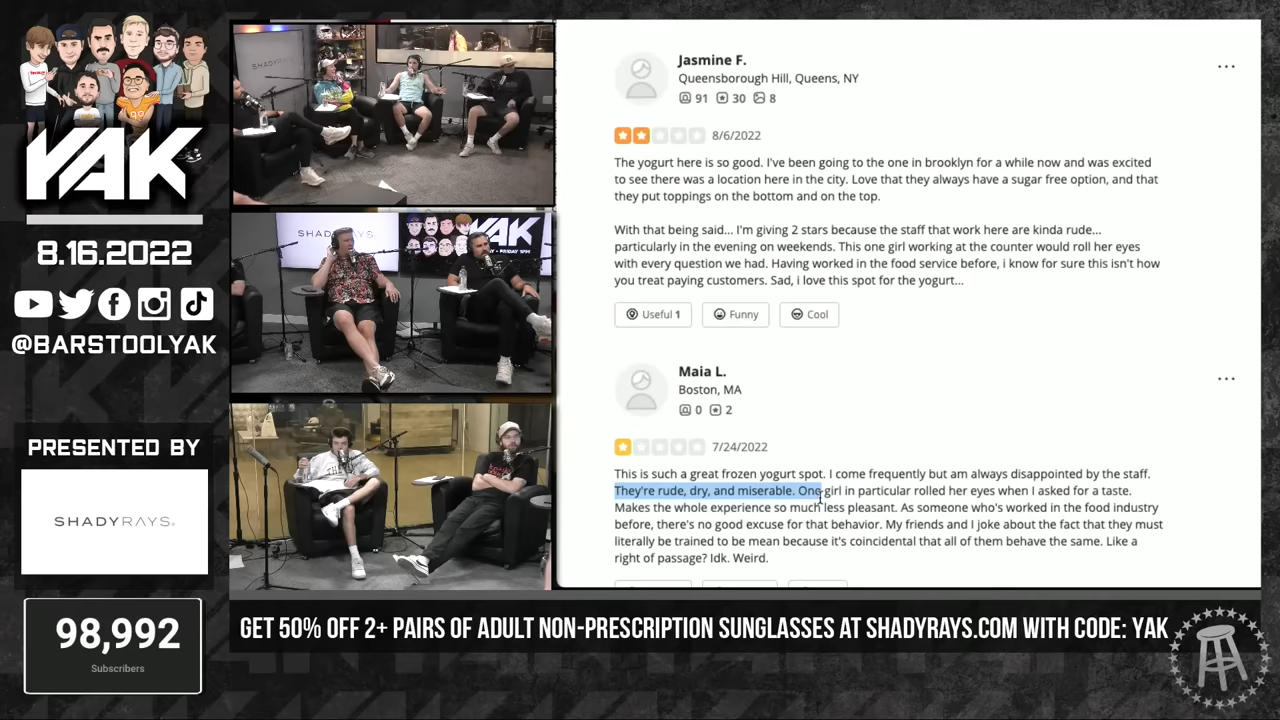 YAK
8.16.2022
@BARSTOOLYAK
PRESENTED BY
SHADYRAYS®
98,992
Subscribers
SHADYRAYS
SHADYRAYS.
YAK
Jasmine F.
Queensborough Hill, Queens, NY
91 30 8
8/6/2022
The yogurt here is so good. I've been going to the one in brooklyn for a while now and was excited
to see there was a location here in the city. Love that they always have a sugar free option, and that
they put toppings on the bottom and on the top.
With that being said... I'm giving 2 stars because the staff that work here are kinda rude...
particularly in the evening on weekends. This one girl working at the counter would roll her eyes
with every question we had. Having worked in the food service before, i know for sure this isn't how
you treat paying customers. Sad, i love this spot for the yogurt...
Useful 1 Funny Cool
Maia L.
Boston, MA
0 2
7/24/2022
This is such a great frozen yogurt spot. I come frequently but am always disappointed by the staff.
They're rude, dry, and miserable. One girl in particular rolled her eyes when I asked for a taste.
Makes the whole experience so much less pleasant. As someone who's worked in the food industry
before, there's no good excuse for that behavior. My friends and I joke about the fact that they must
literally be trained to be mean because it's coincidental that all of them behave the same. Like a
right of passage? Idk. Weird.
GET 50% OFF 2+ PAIRS OF ADULT NON-PRESCRIPTION SUNGLASSES AT SHADYRAYS.COM WITH CODE: YAK